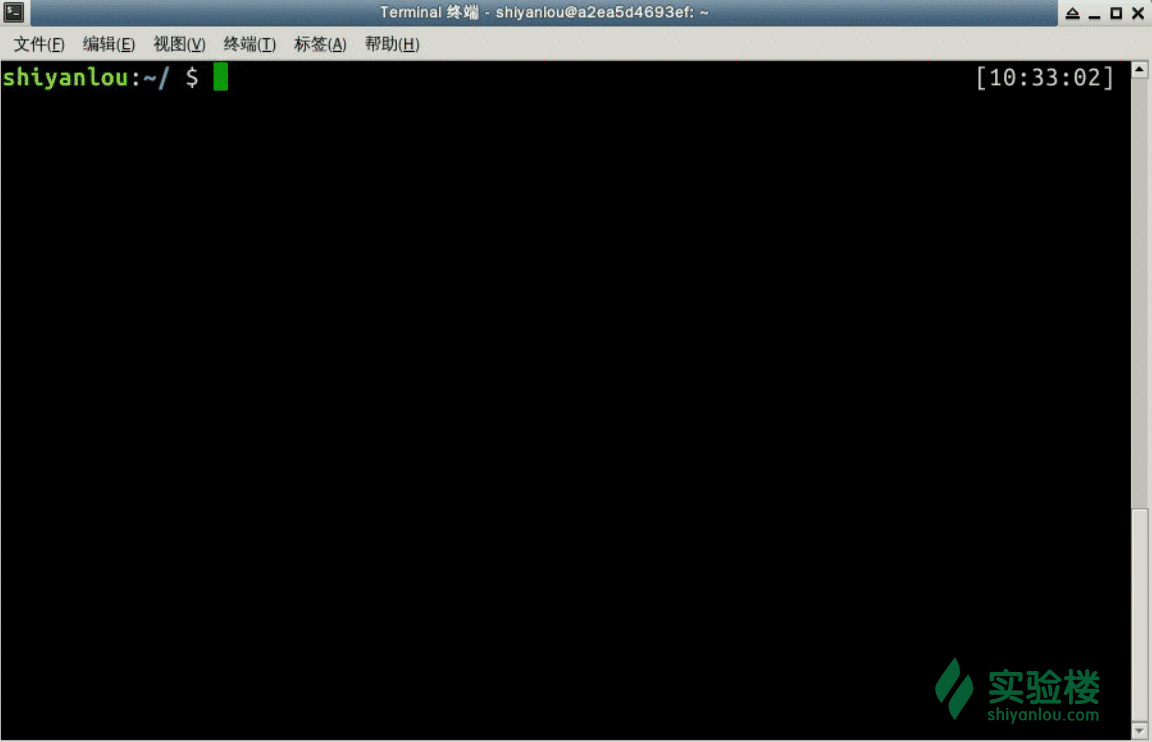 Terminal 终端 - shiyanlou@a2ea5d4693ef: ~
文件(F) 编辑(E) 视图(V) 终端(T) 标签(A) 帮助(H)
shiyanlou:~/ $ [10:33:02]
实验楼
shiyanlou.com